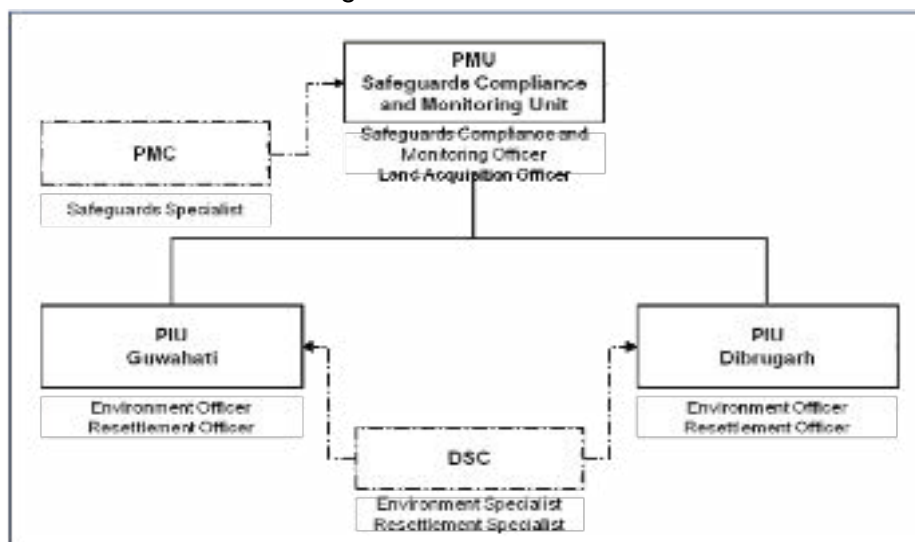 PMU
Safeguards Compliance
and Monitoring Unit
Safeguards Compliance and
Monitoring Officer
Land Acquisition Officer
PMC
Safeguards Specialist
PIU
Guwahati
Environment Officer
Resettlement Officer
PIU
Dibrugarh
Environment Officer
Resettlement Officer
DSC
Environment Specialist
Resettlement Specialist